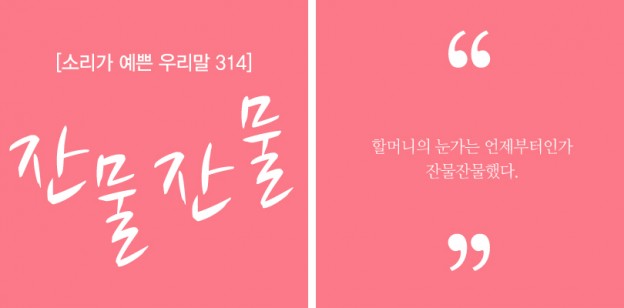 [소리가 예쁜 우리말 314]
잔물잔물
“
할머니의 눈가는 언제부터인가
잔물잔물했다.
”